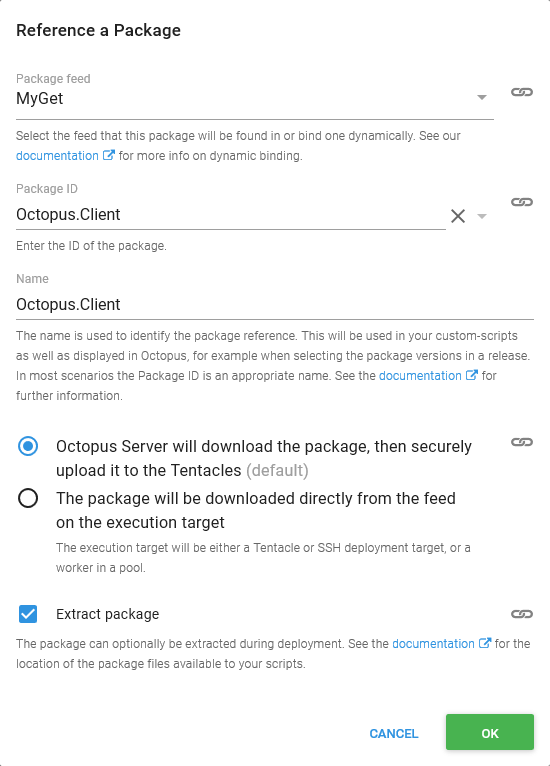 Reference a Package
Package feed
MyGet
Select the feed that this package will be found in or bind one dynamically. See our
documentation for more info on dynamic binding.
Package ID
Octopus.Client
Enter the ID of the package.
Name
Octopus.Client
The name is used to identify the package reference. This will be used in your custom-scripts
as well as displayed in Octopus, for example when selecting the package versions in a release.
In most scenarios the Package ID is an appropriate name. See the documentation for
further information.
Octopus Server will download the package, then securely
upload it to the Tentacles (default)
The package will be downloaded directly from the feed
on the execution target
The execution target will be either a Tentacle or SSH deployment target, or a
worker in a pool.
Extract package
The package can optionally be extracted during deployment. See the documentation for the
location of the package files available to your scripts.
CANCEL OK